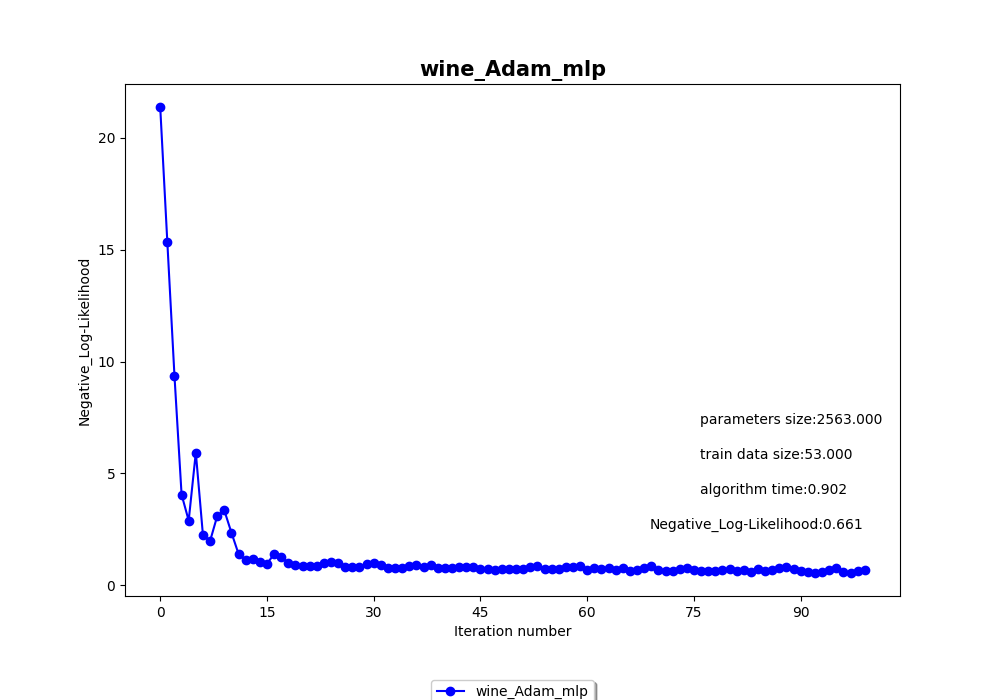 wine_Adam_mlp
20
15
10
5
0
Negative_Log-Likelihood
parameters size:2563.000
train data size:53.000
algorithm time:0.902
Negative_Log-Likelihood:0.661
0 15 30 45 60 75 90
Iteration number
wine_Adam_mlp